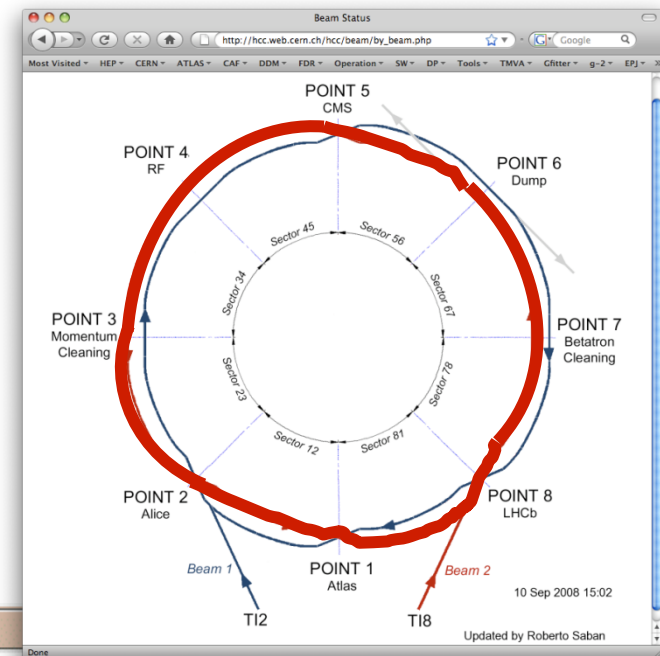 Beam Status
http://hcc.web.cern.ch/hcc/beam/by_beam.php
Google
Most Visited HEP CERN ATLAS CAF DDM FDR Operation SW DP Tools TMVA Gfitter g-2 EPJ
POINT 5
CMS
POINT 4
RF
POINT 6
Dump
Sector 45
Sector 56
Sector 34
Sector 67
POINT 3
Momentum
Cleaning
POINT 7
Betatron
Cleaning
Sector 23
Sector 78
Sector 12
Sector 81
POINT 2
Alice
POINT 8
LHCb
Beam 1
POINT 1
Atlas
Beam 2
10 Sep 2008 15:02
TI2
TI8
Updated by Roberto Saban
Done